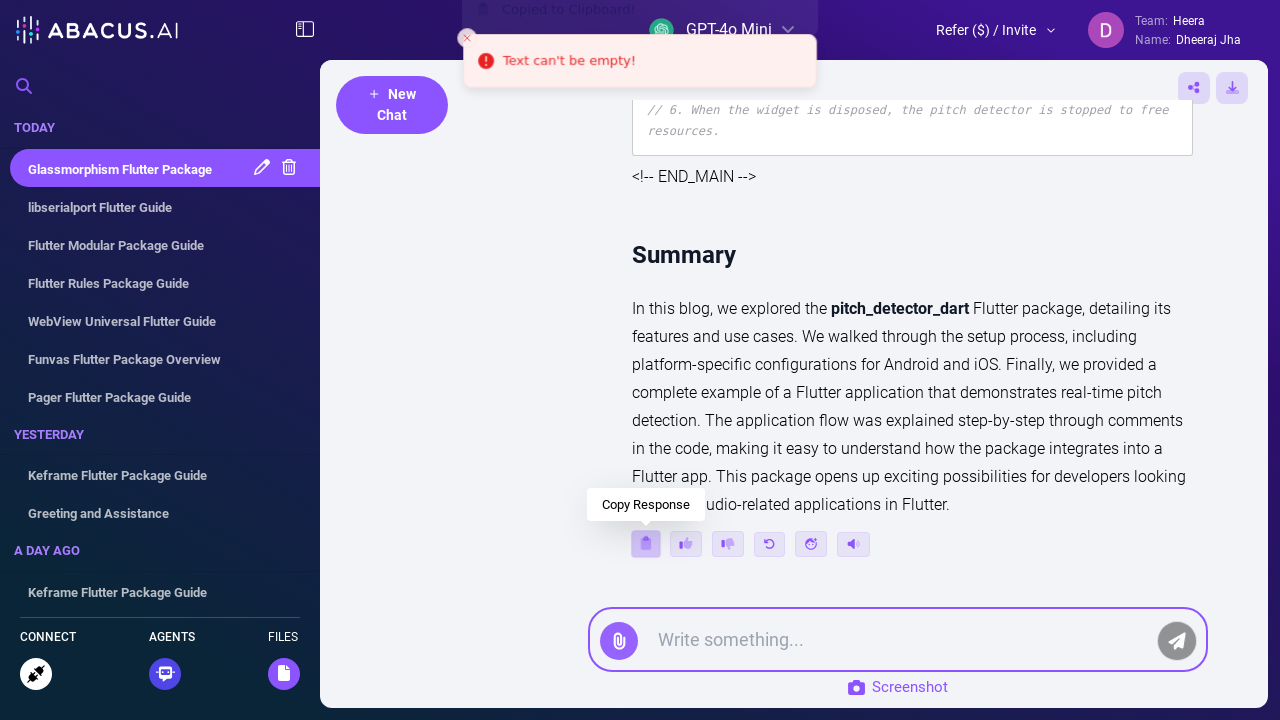 ABACUS.AI
Copied to Clipboard!
GPT-4o Mini
Refer ($) / Invite
D
Team: Heera
Name: Dheeraj Jha
Text can't be empty!
New
Chat
TODAY
Glassmorphism Flutter Package
libserialport Flutter Guide
Flutter Modular Package Guide
Flutter Rules Package Guide
WebView Universal Flutter Guide
Funvas Flutter Package Overview
Pager Flutter Package Guide
YESTERDAY
Keframe Flutter Package Guide
Greeting and Assistance
A DAY AGO
Keframe Flutter Package Guide
CONNECT
AGENTS
FILES
// 6. When the widget is disposed, the pitch detector is stopped to free
resources.
<!-- END_MAIN -->
Summary
In this blog, we explored the pitch_detector_dart Flutter package, detailing its
features and use cases. We walked through the setup process, including
platform-specific configurations for Android and iOS. Finally, we provided a
complete example of a Flutter application that demonstrates real-time pitch
detection. The application flow was explained step-by-step through comments
in the code, making it easy to understand how the package integrates into a
Flutter app. This package opens up exciting possibilities for developers looking
udio-related applications in Flutter.
Copy Response
Write something...
Screenshot